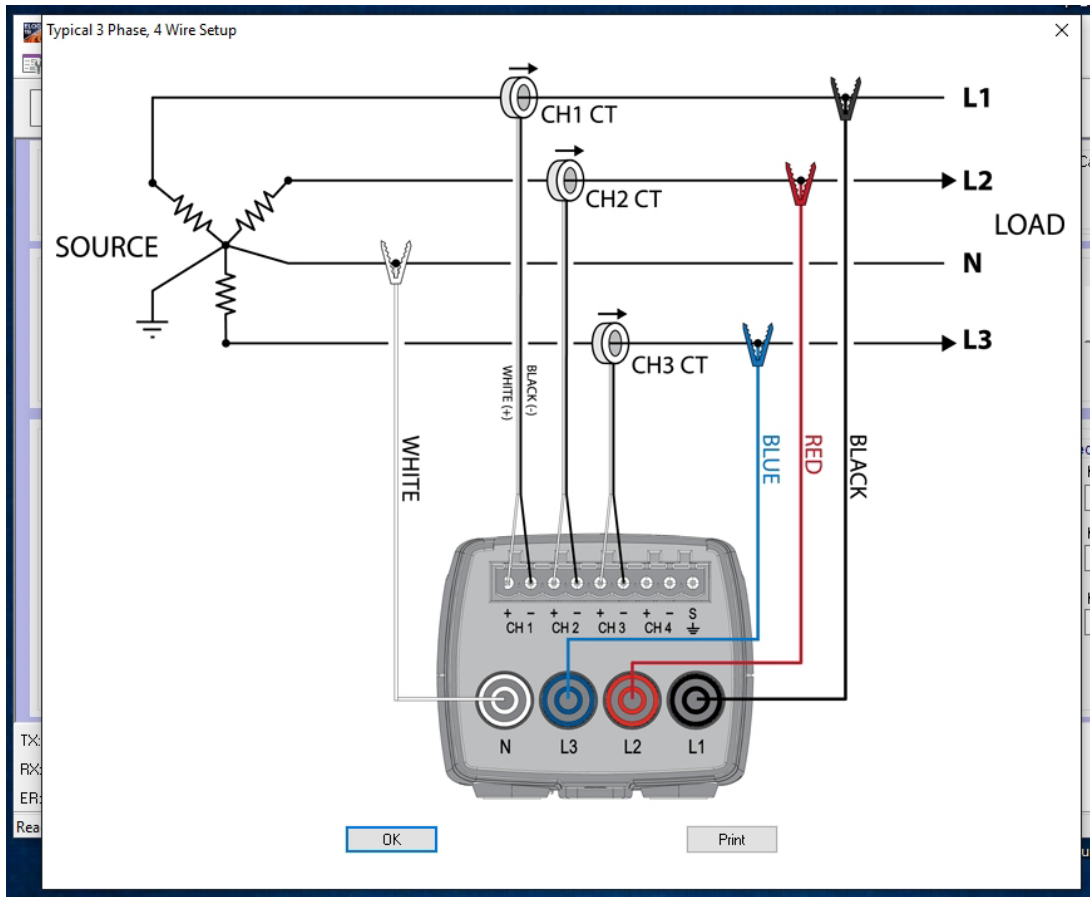 Typical 3 Phase, 4 Wire Setup
L1
CH1 CT
L2
CH2 CT
LOAD
SOURCE
N
L3
CH3 CT
WHITE (+)
BLACK (-)
WHITE
BLUE
RED
BLACK
+ - + - + - + - S
CH 1 CH 2 CH 3 CH 4
N L3 L2 L1
TX:
RX:
ER:
Rea
OK
Print